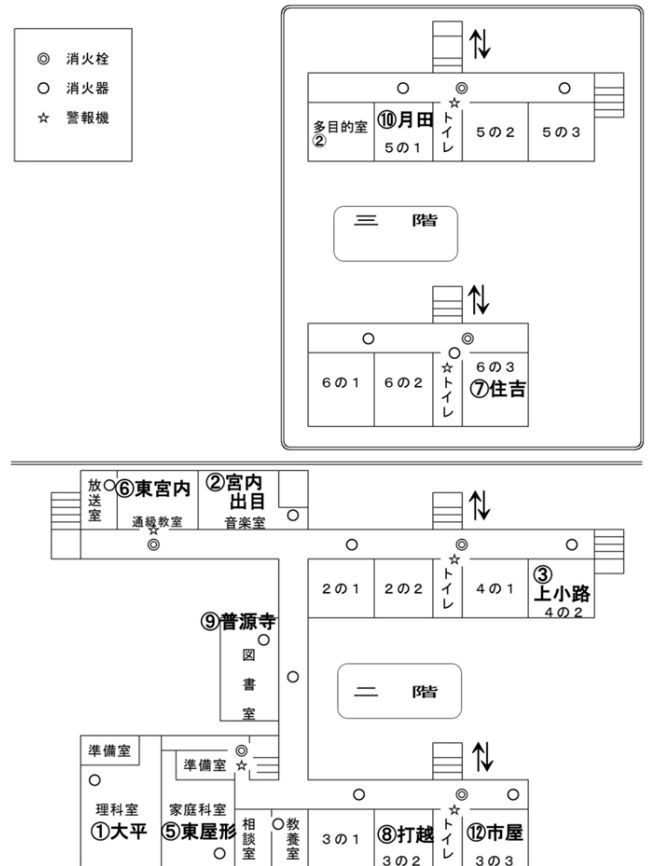 ◎ 消火栓
○ 消火器
☆ 警報機
多目的室
②
⑩月田
5の1
トイレ
5の2
5の3
三 階
6の1
6の2
トイレ
6の3
⑦住吉
放送室
⑥東宮内
通級教室
②宮内
出目
音楽室
2の1
2の2
トイレ
4の1
③
上小路
4の2
⑨普源寺
図書室
二 階
準備室
準備室
理科室
①大平
家庭科室
⑤東屋形
相談室
教養室
3の1
⑧打越
3の2
トイレ
⑫市屋
3の3